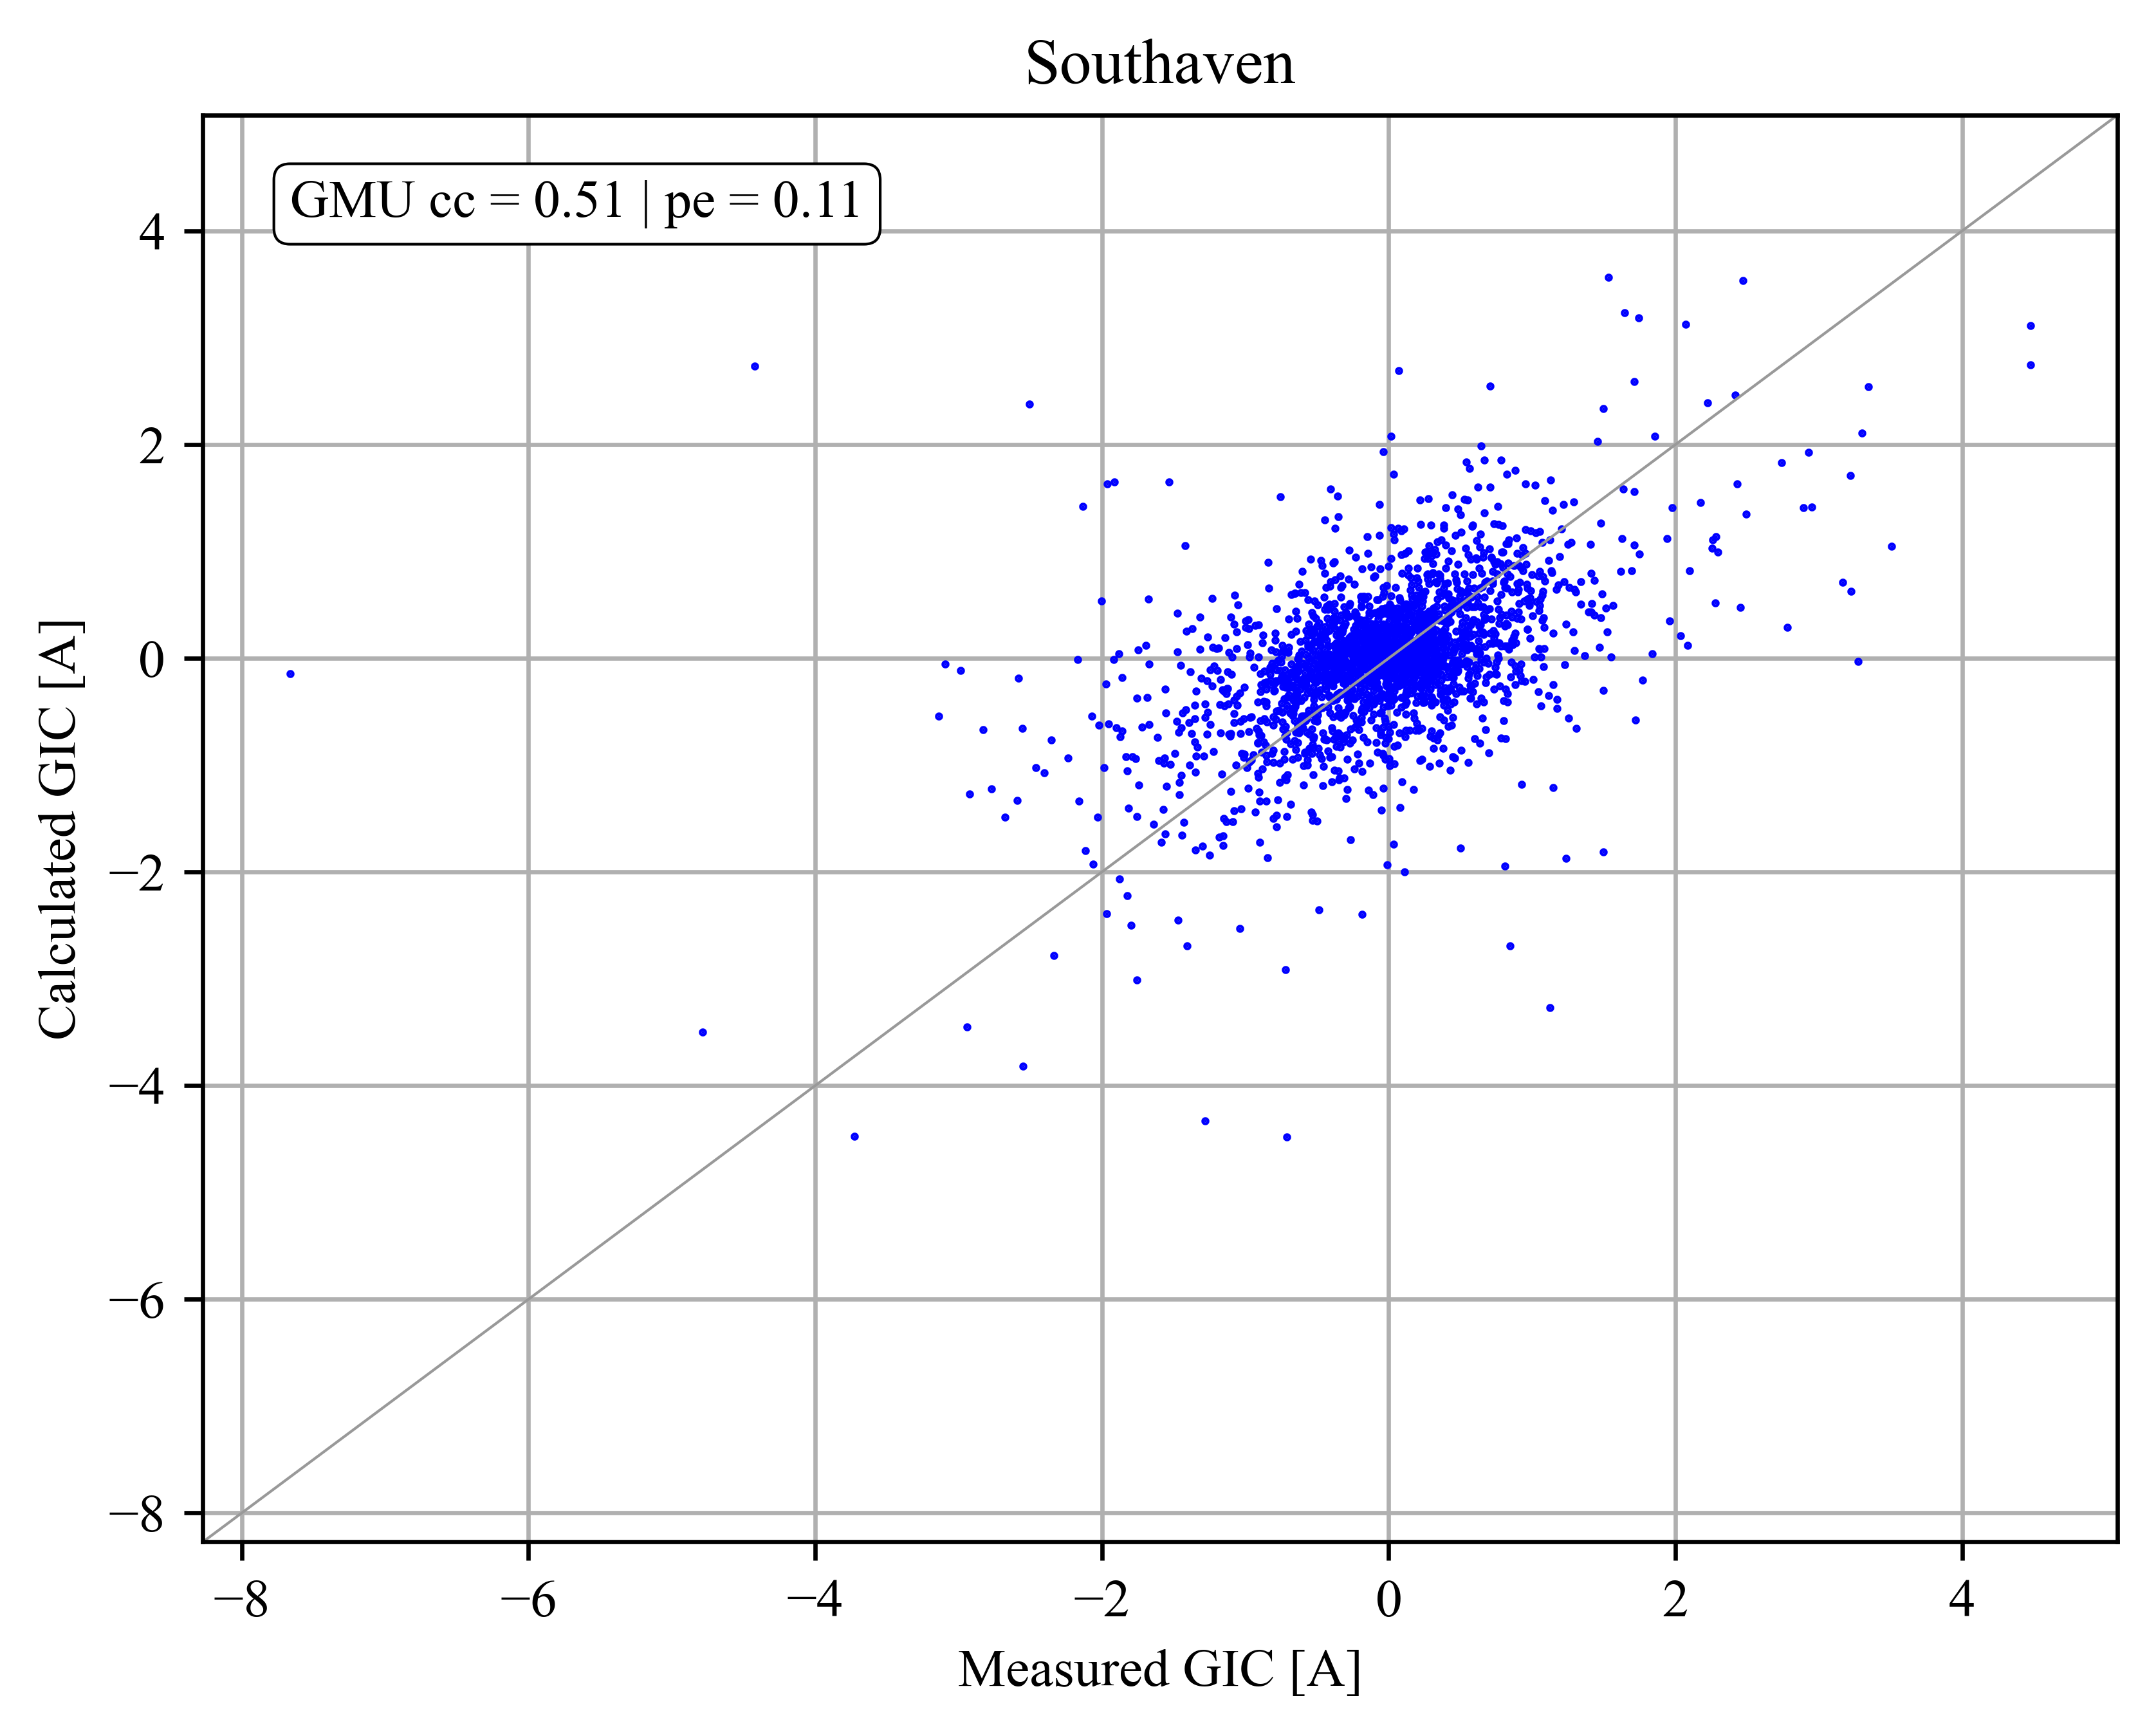 Southaven
GMU cc = 0.51 | pe = 0.11
4
2
0
−2
−4
−6
−8
Calculated GIC [A]
−8 −6 −4 −2 0 2 4
Measured GIC [A]